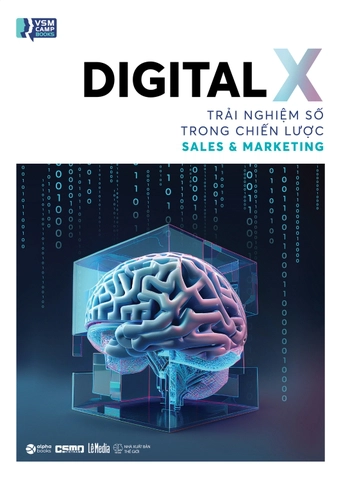 VSM
CAMP
BOOKS
DIGITAL X
TRẢI NGHIỆM SỐ
TRONG CHIẾN LƯỢC
SALES & MARKETING
alpha
books
CSMO
LêMedia
NHÀ XUẤT BẢN
THẾ GIỚI